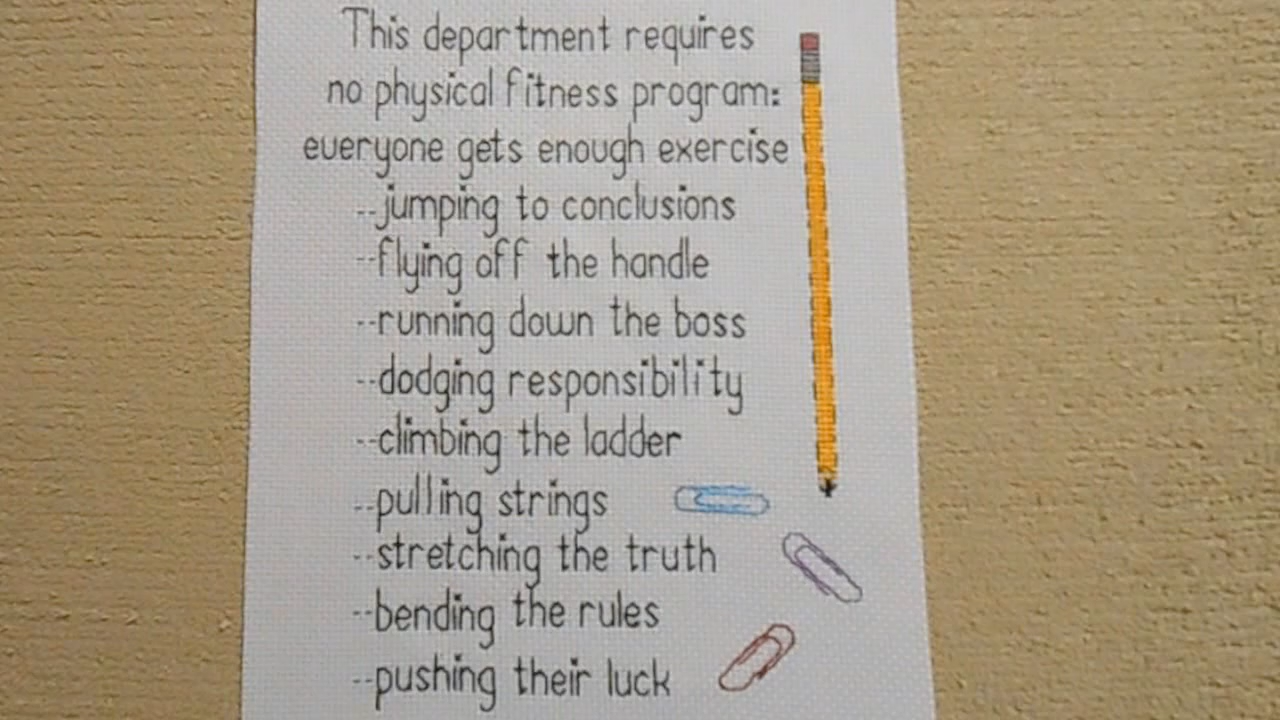 This department requires
no physical fitness program:
everyone gets enough exercise
--jumping to conclusions
--flying off the handle
--running down the boss
--dodging responsibility
--climbing the ladder
--pulling strings
--stretching the truth
--bending the rules
--pushing their luck